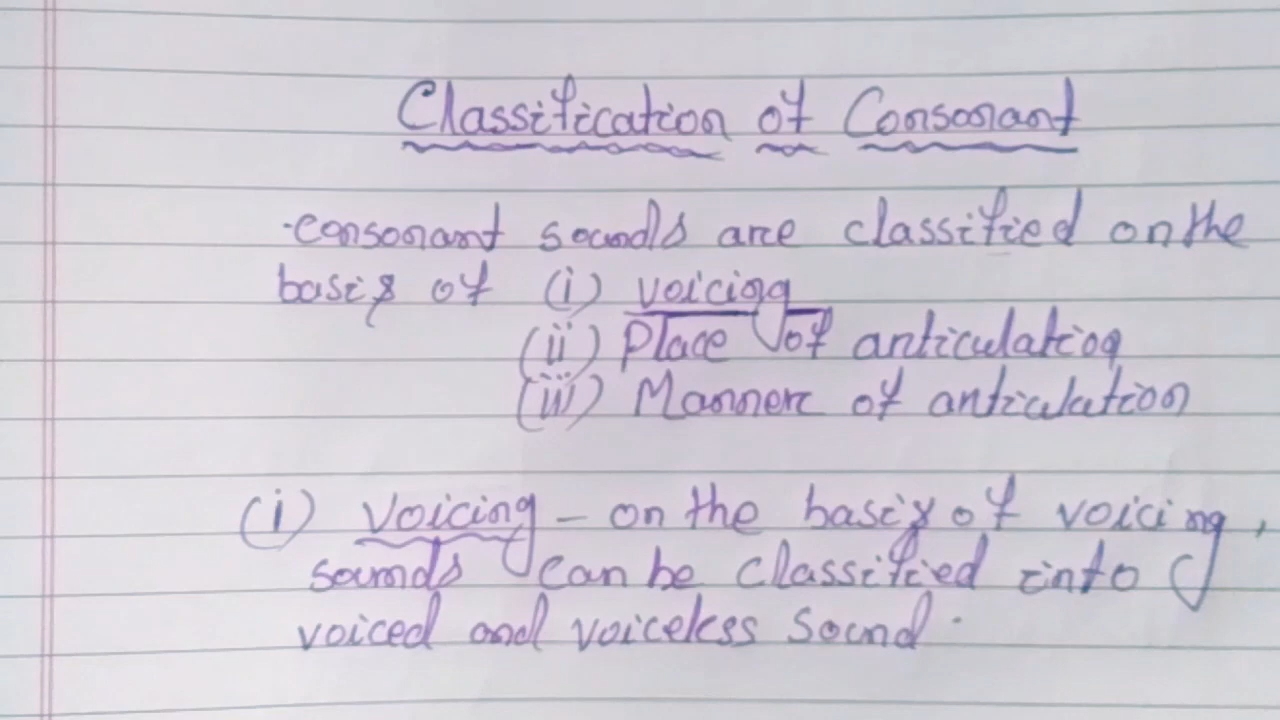 Classification of Consonant
·consonant sounds are classified on the
basis of (i) voicing
(ii) Place of articulation
(iii) Manner of articulation
(i) Voicing - on the basis of voicing,
sounds can be classified into
voiced and voiceless sound.